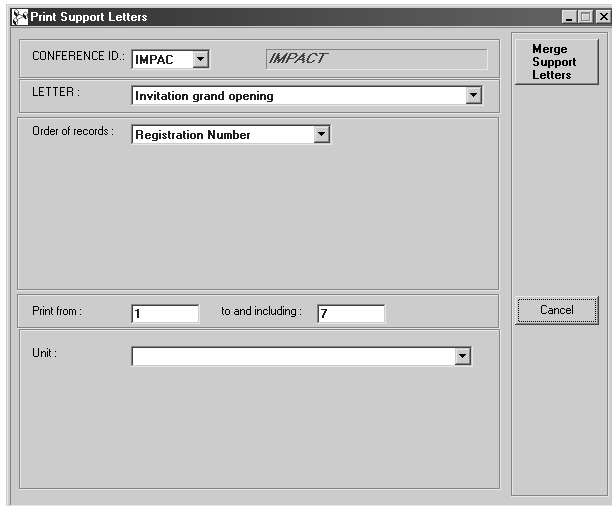 Print Support Letters
CONFERENCE ID.: IMPAC IMPACT
Merge
Support
Letters
LETTER : Invitation grand opening
Order of records : Registration Number
Print from : 1 to and including : 7
Cancel
Unit :